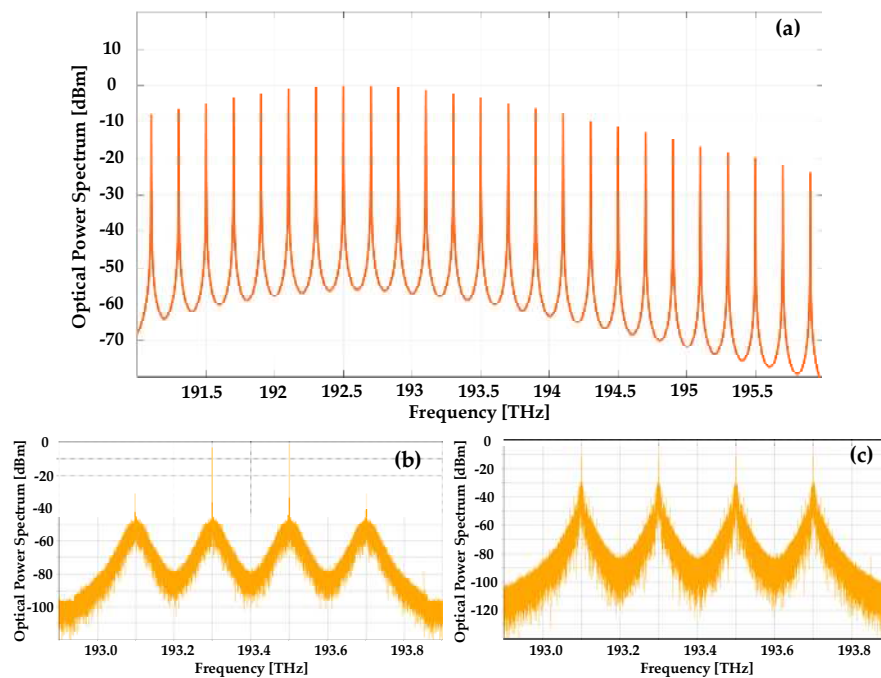 (a)
10
0
-10
-20
-30
-40
-50
-60
-70
Optical Power Spectrum [dBm]
191.5 192 192.5 193 193.5 194 194.5 195 195.5
Frequency [THz]
(b)
0
-20
-40
-60
-80
-100
Optical Power Spectrum [dBm]
193.0 193.2 193.4 193.6 193.8
Frequency [THz]
(c)
0
-20
-40
-60
-80
-100
-120
Optical Power Spectrum [dBm]
193.0 193.2 193.4 193.6 193.8
Frequency [THz]